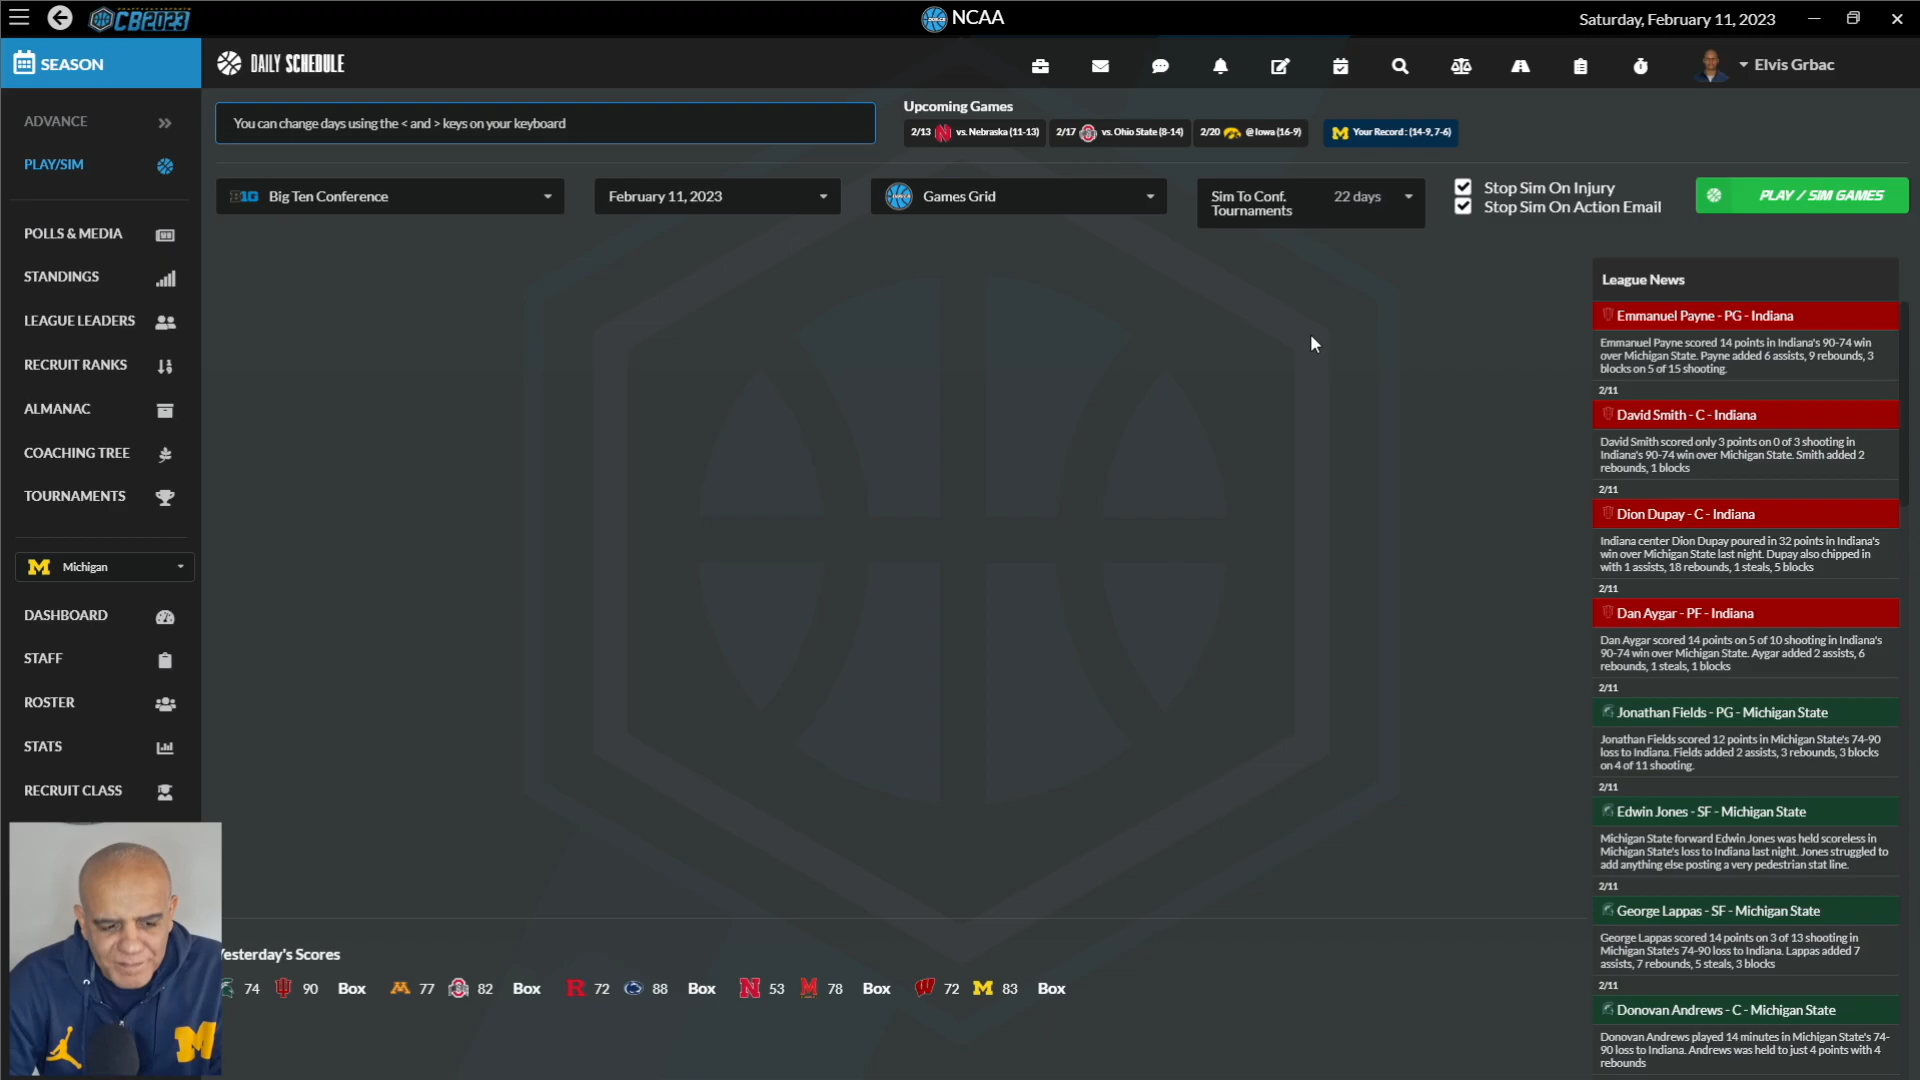 CB2023
NCAA
Saturday, February 11, 2023
SEASON
DAILY SCHEDULE
Elvis Grbac
ADVANCE
PLAY/SIM
POLLS & MEDIA
STANDINGS
LEAGUE LEADERS
RECRUIT RANKS
ALMANAC
COACHING TREE
TOURNAMENTS
Michigan
DASHBOARD
STAFF
ROSTER
STATS
RECRUIT CLASS
You can change days using the < and > keys on your keyboard
Upcoming Games
2/13 vs. Nebraska (11-13)
2/17 vs. Ohio State (8-14)
2/20 @ Iowa (16-9)
Your Record : (14-9, 7-6)
Big Ten Conference
February 11, 2023
Games Grid
Sim To Conf. Tournaments 22 days
Stop Sim On Injury
Stop Sim On Action Email
PLAY / SIM GAMES
League News
Emmanuel Payne - PG - Indiana
Emmanuel Payne scored 14 points in Indiana's 90-74 win
over Michigan State. Payne added 6 assists, 9 rebounds, 3
blocks on 5 of 15 shooting.
2/11
David Smith - C - Indiana
David Smith scored only 3 points on 0 of 3 shooting in
Indiana's 90-74 win over Michigan State. Smith added 2
rebounds, 1 blocks
2/11
Dion Dupay - C - Indiana
Indiana center Dion Dupay poured in 32 points in Indiana's
win over Michigan State last night. Dupay also chipped in
with 1 assists, 18 rebounds, 1 steals, 5 blocks
2/11
Dan Aygar - PF - Indiana
Dan Aygar scored 14 points on 5 of 10 shooting in Indiana's
90-74 win over Michigan State. Aygar added 2 assists, 6
rebounds, 1 steals, 1 blocks
2/11
Jonathan Fields - PG - Michigan State
Jonathan Fields scored 12 points in Michigan State's 74-90
loss to Indiana. Fields added 2 assists, 3 rebounds, 3 blocks
on 4 of 11 shooting.
2/11
Edwin Jones - SF - Michigan State
Michigan State forward Edwin Jones was held scoreless in
Michigan State's loss to Indiana last night. Jones struggled to
add anything else posting a very pedestrian stat line.
2/11
George Lappas - SF - Michigan State
George Lappas scored 14 points on 3 of 13 shooting in
Michigan State's 74-90 loss to Indiana. Lappas added 7
assists, 7 rebounds, 5 steals, 3 blocks
2/11
Donovan Andrews - C - Michigan State
Donovan Andrews played 14 minutes in Michigan State's 74-
90 loss to Indiana. Andrews was held to just 4 points with 4
rebounds
Yesterday's Scores
74 90 Box 77 82 Box 72 88 Box 53 78 Box 72 83 Box